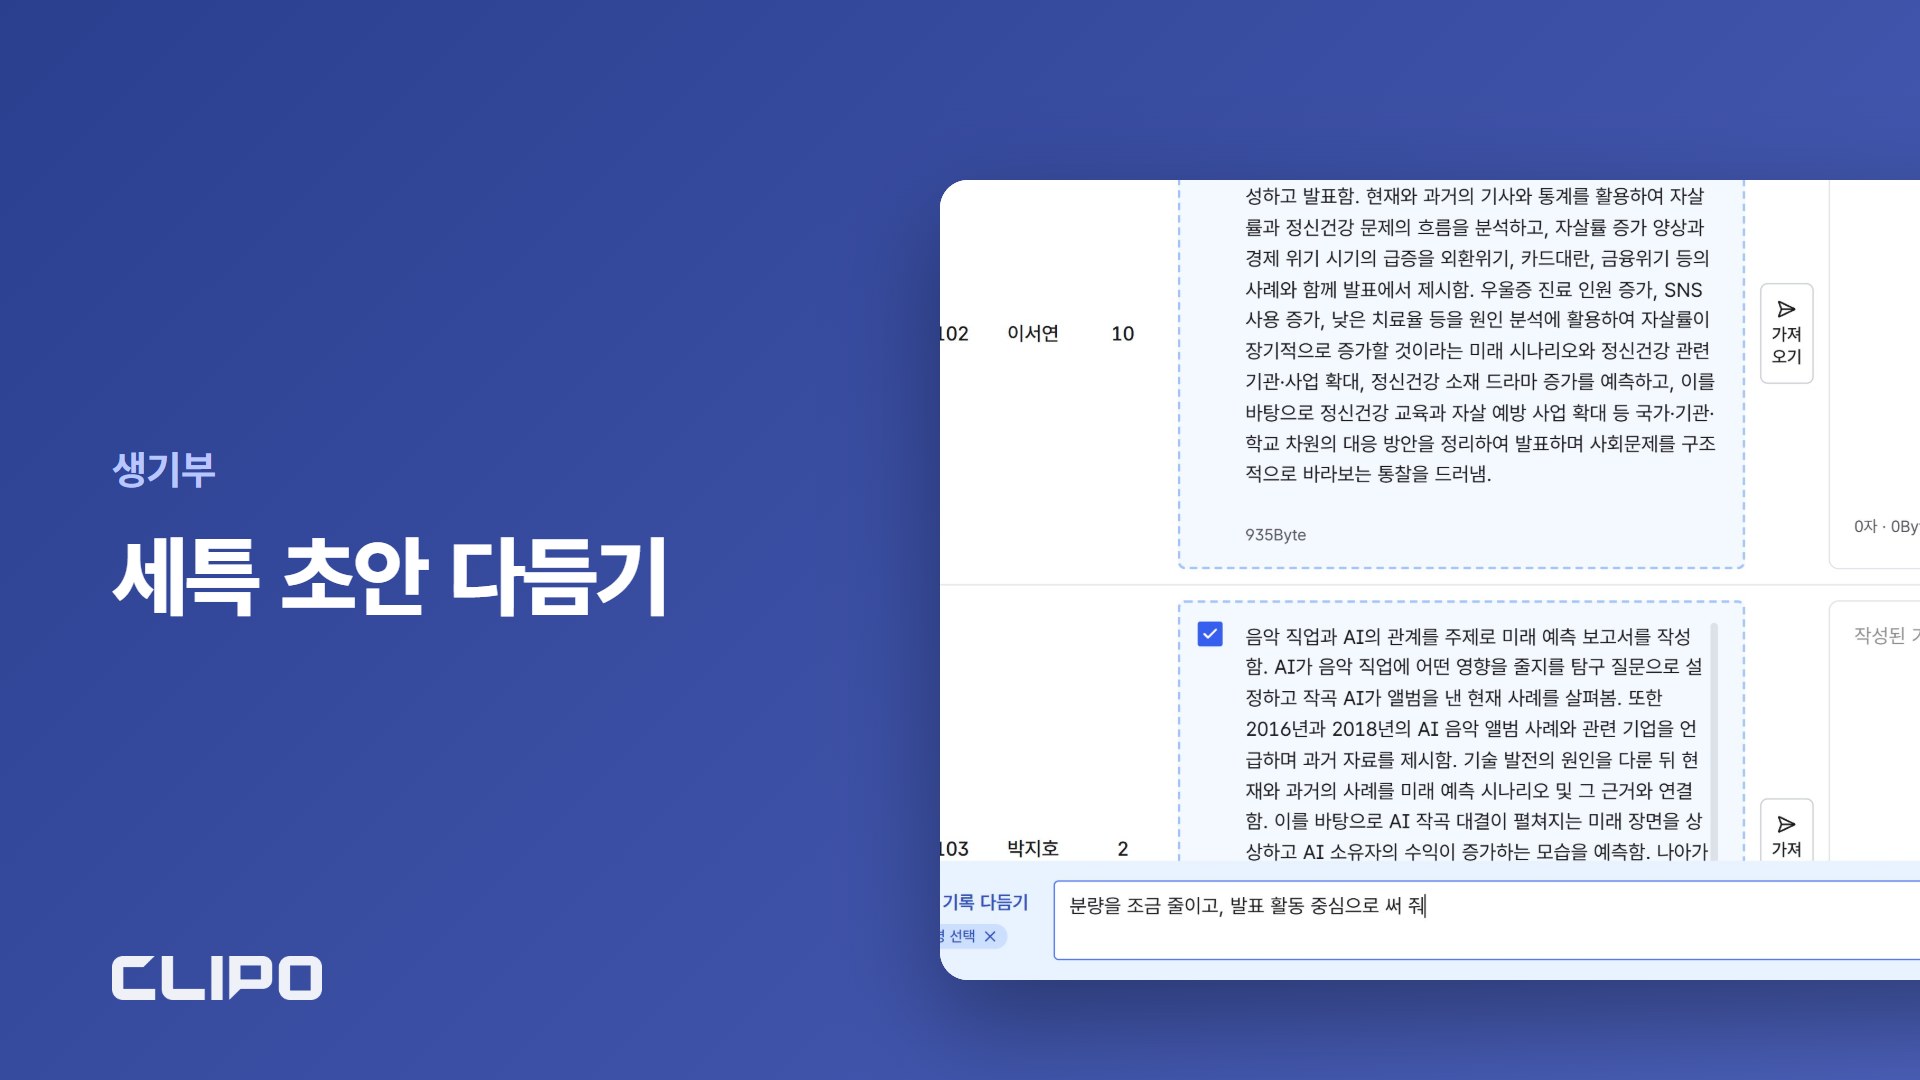 생기부
세특 초안 다듬기
CLIPO
성하고 발표함. 현재와 과거의 기사와 통계를 활용하여 자살
률과 정신건강 문제의 흐름을 분석하고, 자살률 증가 양상과
경제 위기 시기의 급증을 외환위기, 카드대란, 금융위기 등의
사례와 함께 발표에서 제시함. 우울증 진료 인원 증가, SNS
사용 증가, 낮은 치료율 등을 원인 분석에 활용하여 자살률이
장기적으로 증가할 것이라는 미래 시나리오와 정신건강 관련
기관·사업 확대, 정신건강 소재 드라마 증가를 예측하고, 이를
바탕으로 정신건강 교육과 자살 예방 사업 확대 등 국가·기관·
학교 차원의 대응 방안을 정리하여 발표하며 사회문제를 구조
적으로 바라보는 통찰을 드러냄.
935Byte
102 이서연 10
가져
오기
0자 · 0By
음악 직업과 AI의 관계를 주제로 미래 예측 보고서를 작성
함. AI가 음악 직업에 어떤 영향을 줄지를 탐구 질문으로 설
정하고 작곡 AI가 앨범을 낸 현재 사례를 살펴봄. 또한
2016년과 2018년의 AI 음악 앨범 사례와 관련 기업을 언
급하며 과거 자료를 제시함. 기술 발전의 원인을 다룬 뒤 현
재와 과거의 사례를 미래 예측 시나리오 및 그 근거와 연결
함. 이를 바탕으로 AI 작곡 대결이 펼쳐지는 미래 장면을 상
상하고 AI 소유자의 수익이 증가하는 모습을 예측함. 나아가
103 박지호 2
가져
작성된
기록 다듬기
명 선택
분량을 조금 줄이고, 발표 활동 중심으로 써 줘